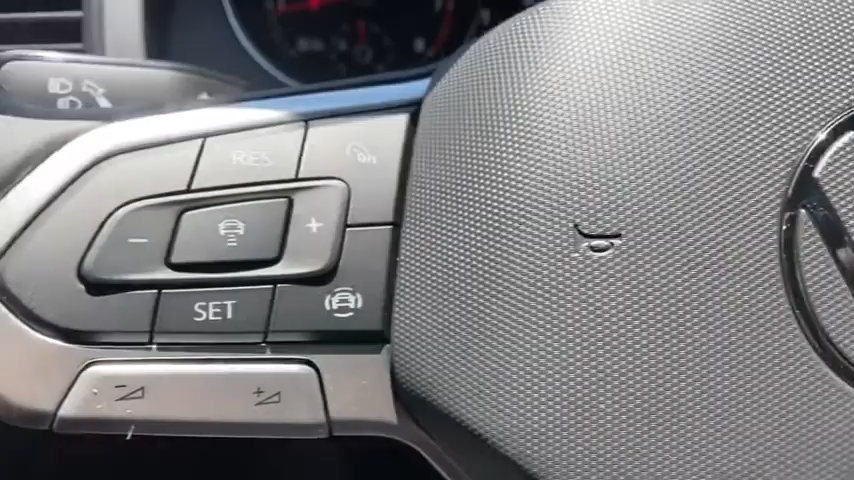 RES
- +
SET
- +